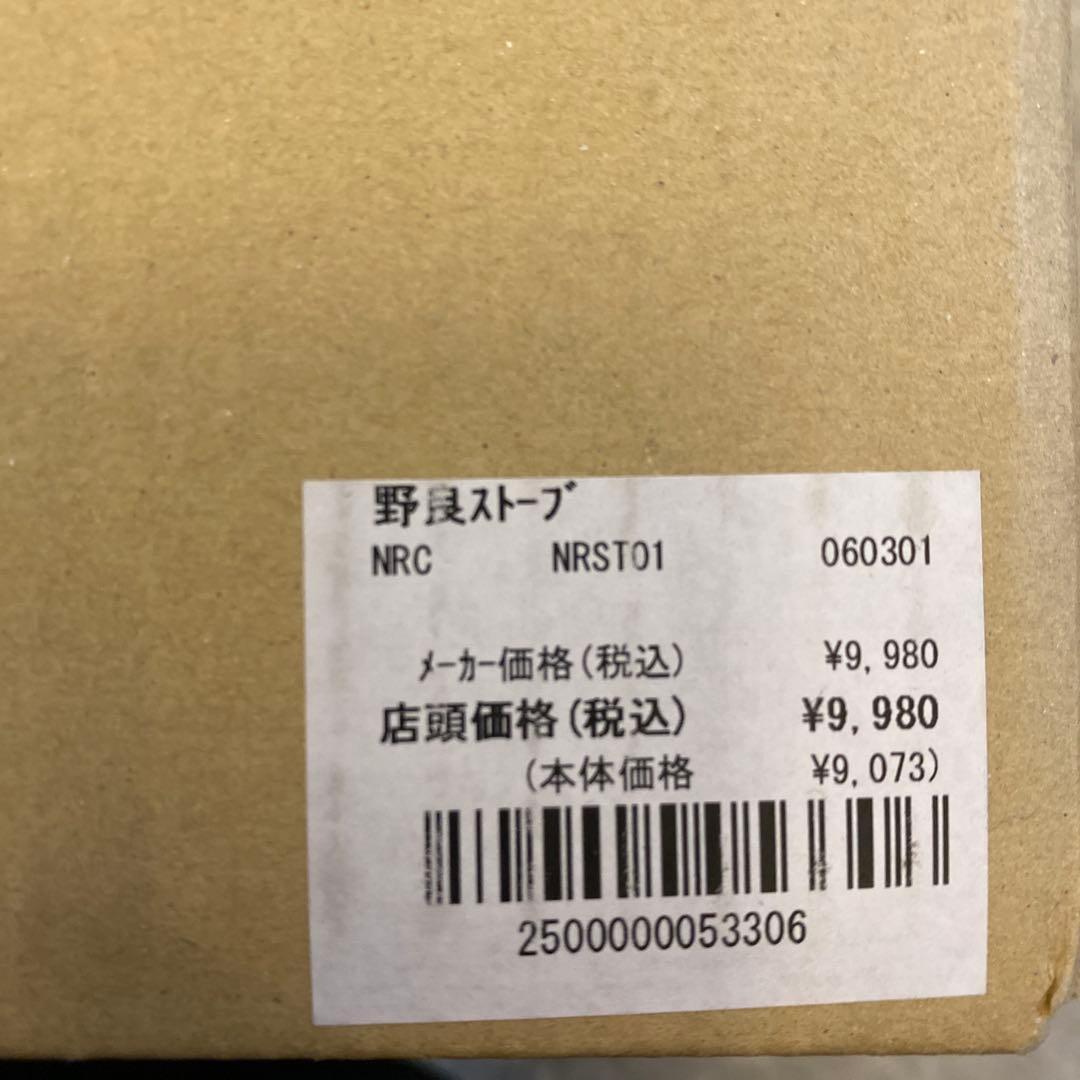 野良ｽﾄｰﾌﾞ
NRC NRST01 060301
ﾒｰｶｰ価格(税込) ¥9,980
店頭価格(税込) ¥9,980
(本体価格 ¥9,073)
2500000053306